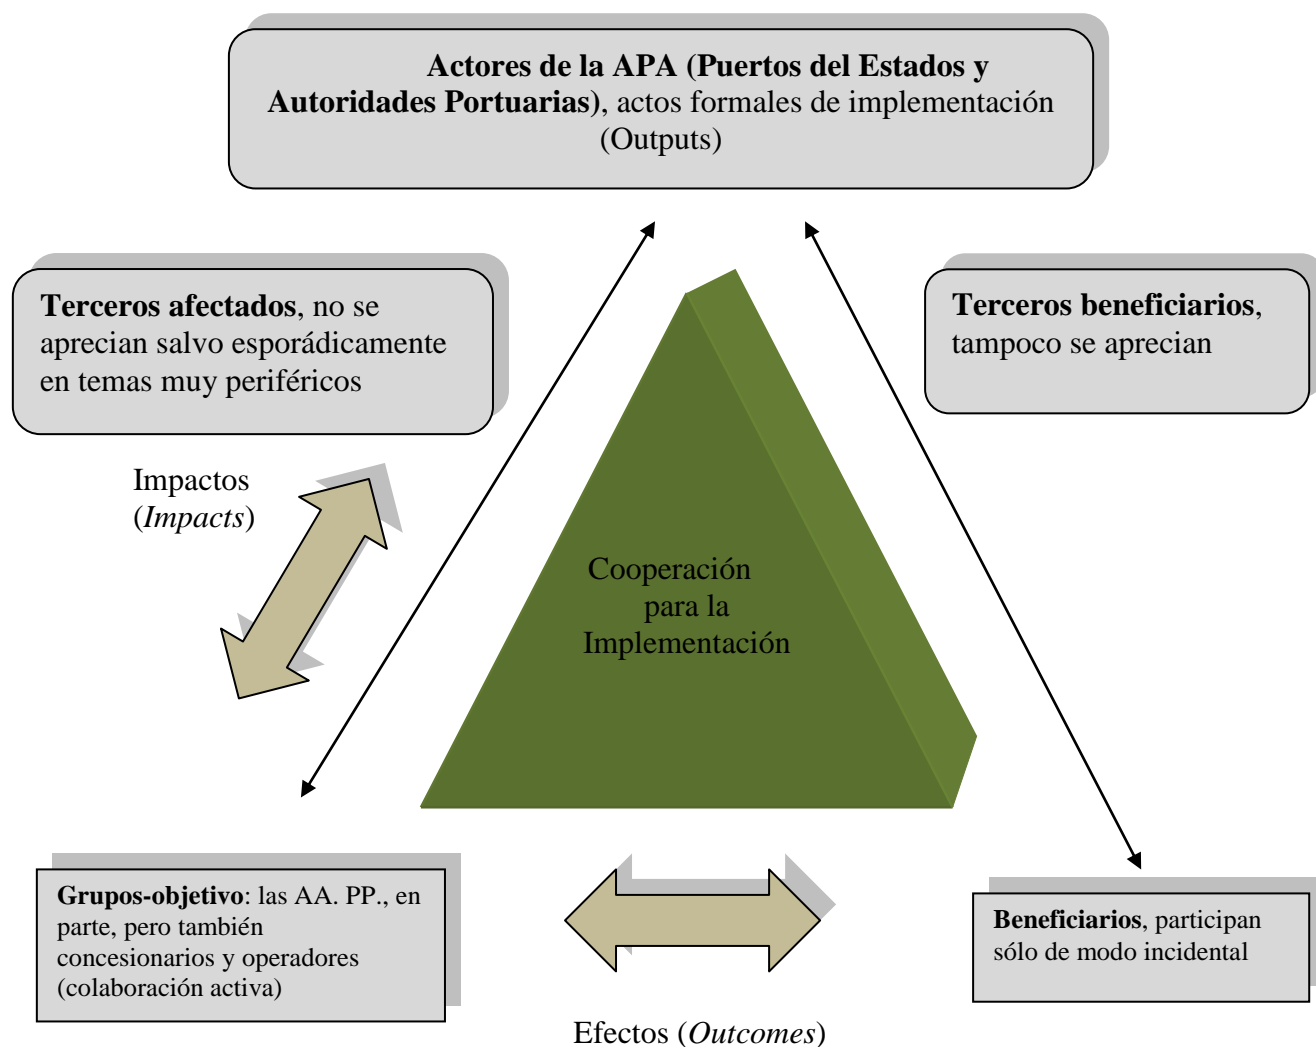 Actores de la APA (Puertos del Estados y
Autoridades Portuarias), actos formales de implementación
(Outputs)
Terceros afectados, no se
aprecian salvo esporádicamente
en temas muy periféricos
Terceros beneficiarios,
tampoco se aprecian
Impactos
(Impacts)
Cooperación
para la
Implementación
Grupos-objetivo: las AA. PP., en
parte, pero también
concesionarios y operadores
(colaboración activa)
Beneficiarios, participan
sólo de modo incidental
Efectos (Outcomes)